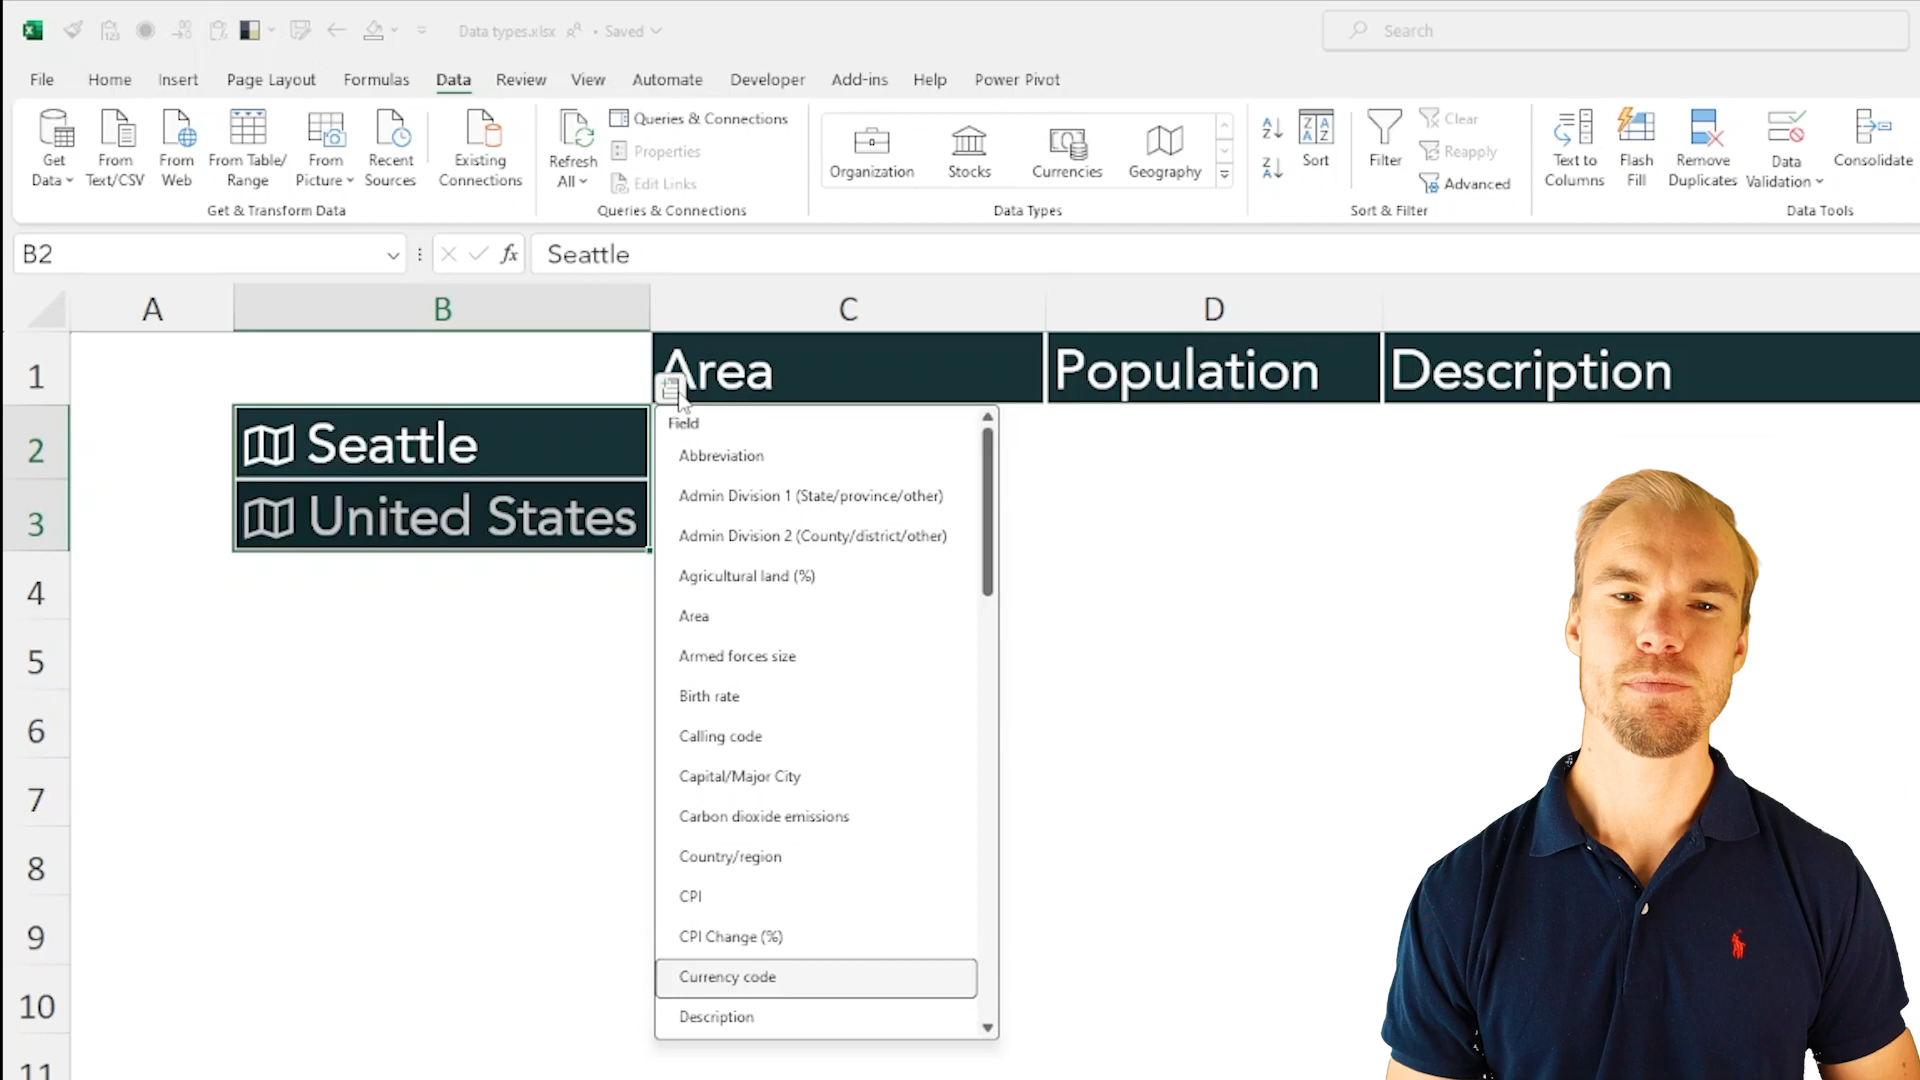 Data types.xlsx • Saved
Search
File Home Insert Page Layout Formulas Data Review View Automate Developer Add-ins Help Power Pivot
Get Data
From Text/CSV
From Web
From Table/ Range
From Picture
Recent Sources
Existing Connections
Get & Transform Data
Refresh All
Queries & Connections
Properties
Edit Links
Queries & Connections
Organization
Stocks
Currencies
Geography
Data Types
Sort
Filter
Clear
Reapply
Advanced
Sort & Filter
Text to Columns
Flash Fill
Remove Duplicates
Data Validation
Consolidate
Data Tools
B2
fx
Seattle
A B C D
1 Area Population Description
2 Seattle
3 United States
4
5
6
7
8
9
10
11
Field
Abbreviation
Admin Division 1 (State/province/other)
Admin Division 2 (County/district/other)
Agricultural land (%)
Area
Armed forces size
Birth rate
Calling code
Capital/Major City
Carbon dioxide emissions
Country/region
CPI
CPI Change (%)
Currency code
Description